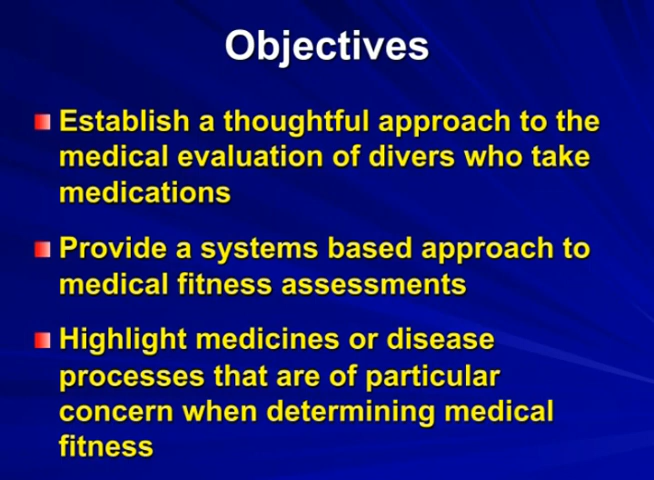 Objectives
Establish a thoughtful approach to the
medical evaluation of divers who take
medications
Provide a systems based approach to
medical fitness assessments
Highlight medicines or disease
processes that are of particular
concern when determining medical
fitness